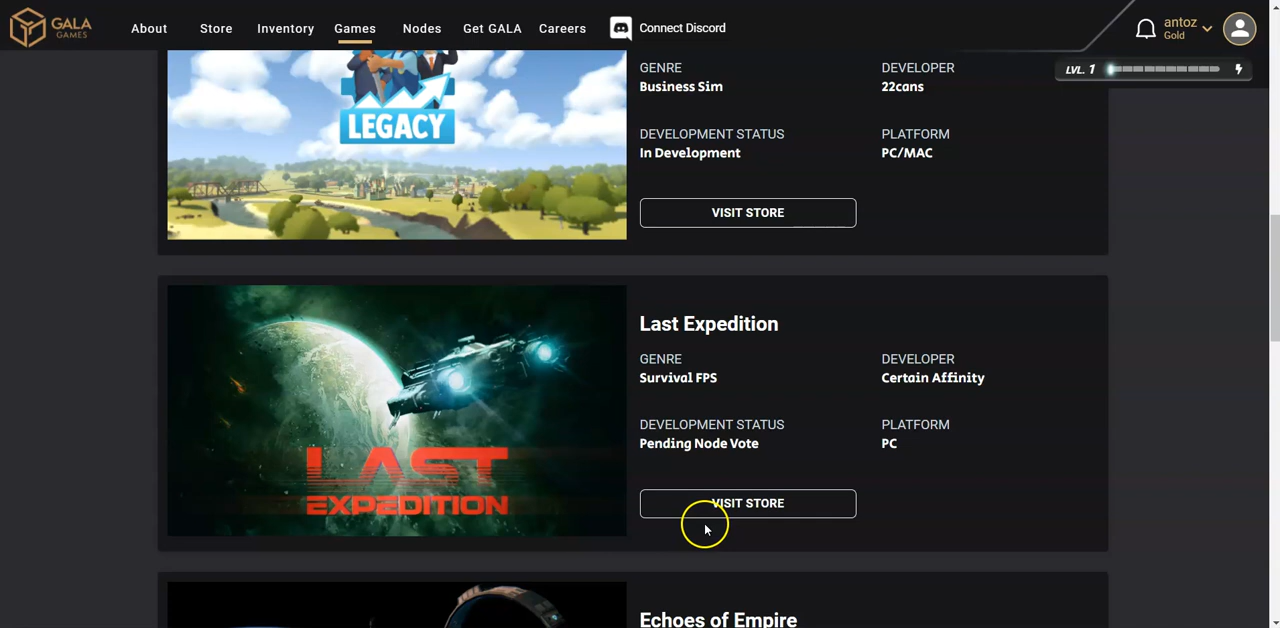 GALA
GAMES
About
Store
Inventory
Games
Nodes
Get GALA
Careers
Connect Discord
antoz
Gold
LVL. 1
LEGACY
GENRE
Business Sim
DEVELOPER
22cans
DEVELOPMENT STATUS
In Development
PLATFORM
PC/MAC
VISIT STORE
LAST
EXPEDITION
Last Expedition
GENRE
Survival FPS
DEVELOPER
Certain Affinity
DEVELOPMENT STATUS
Pending Node Vote
PLATFORM
PC
VISIT STORE
Echoes of Empire